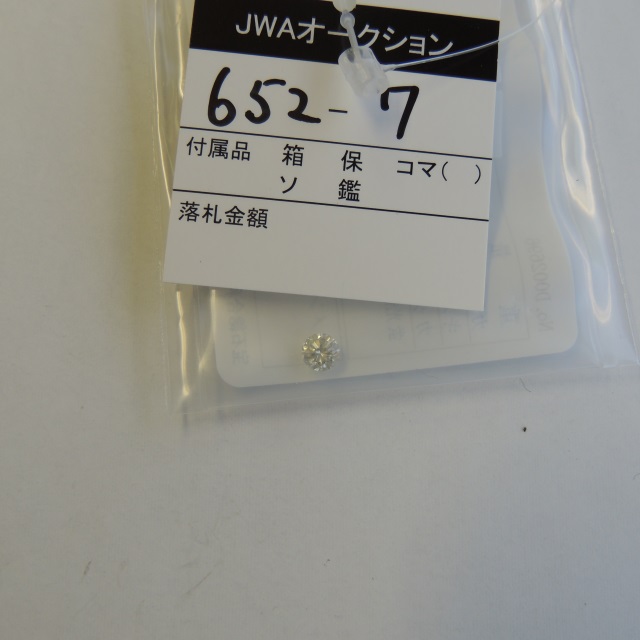 JWAオークション
652-7
付属品 箱 保 コマ( )
ソ 鑑
落札金額